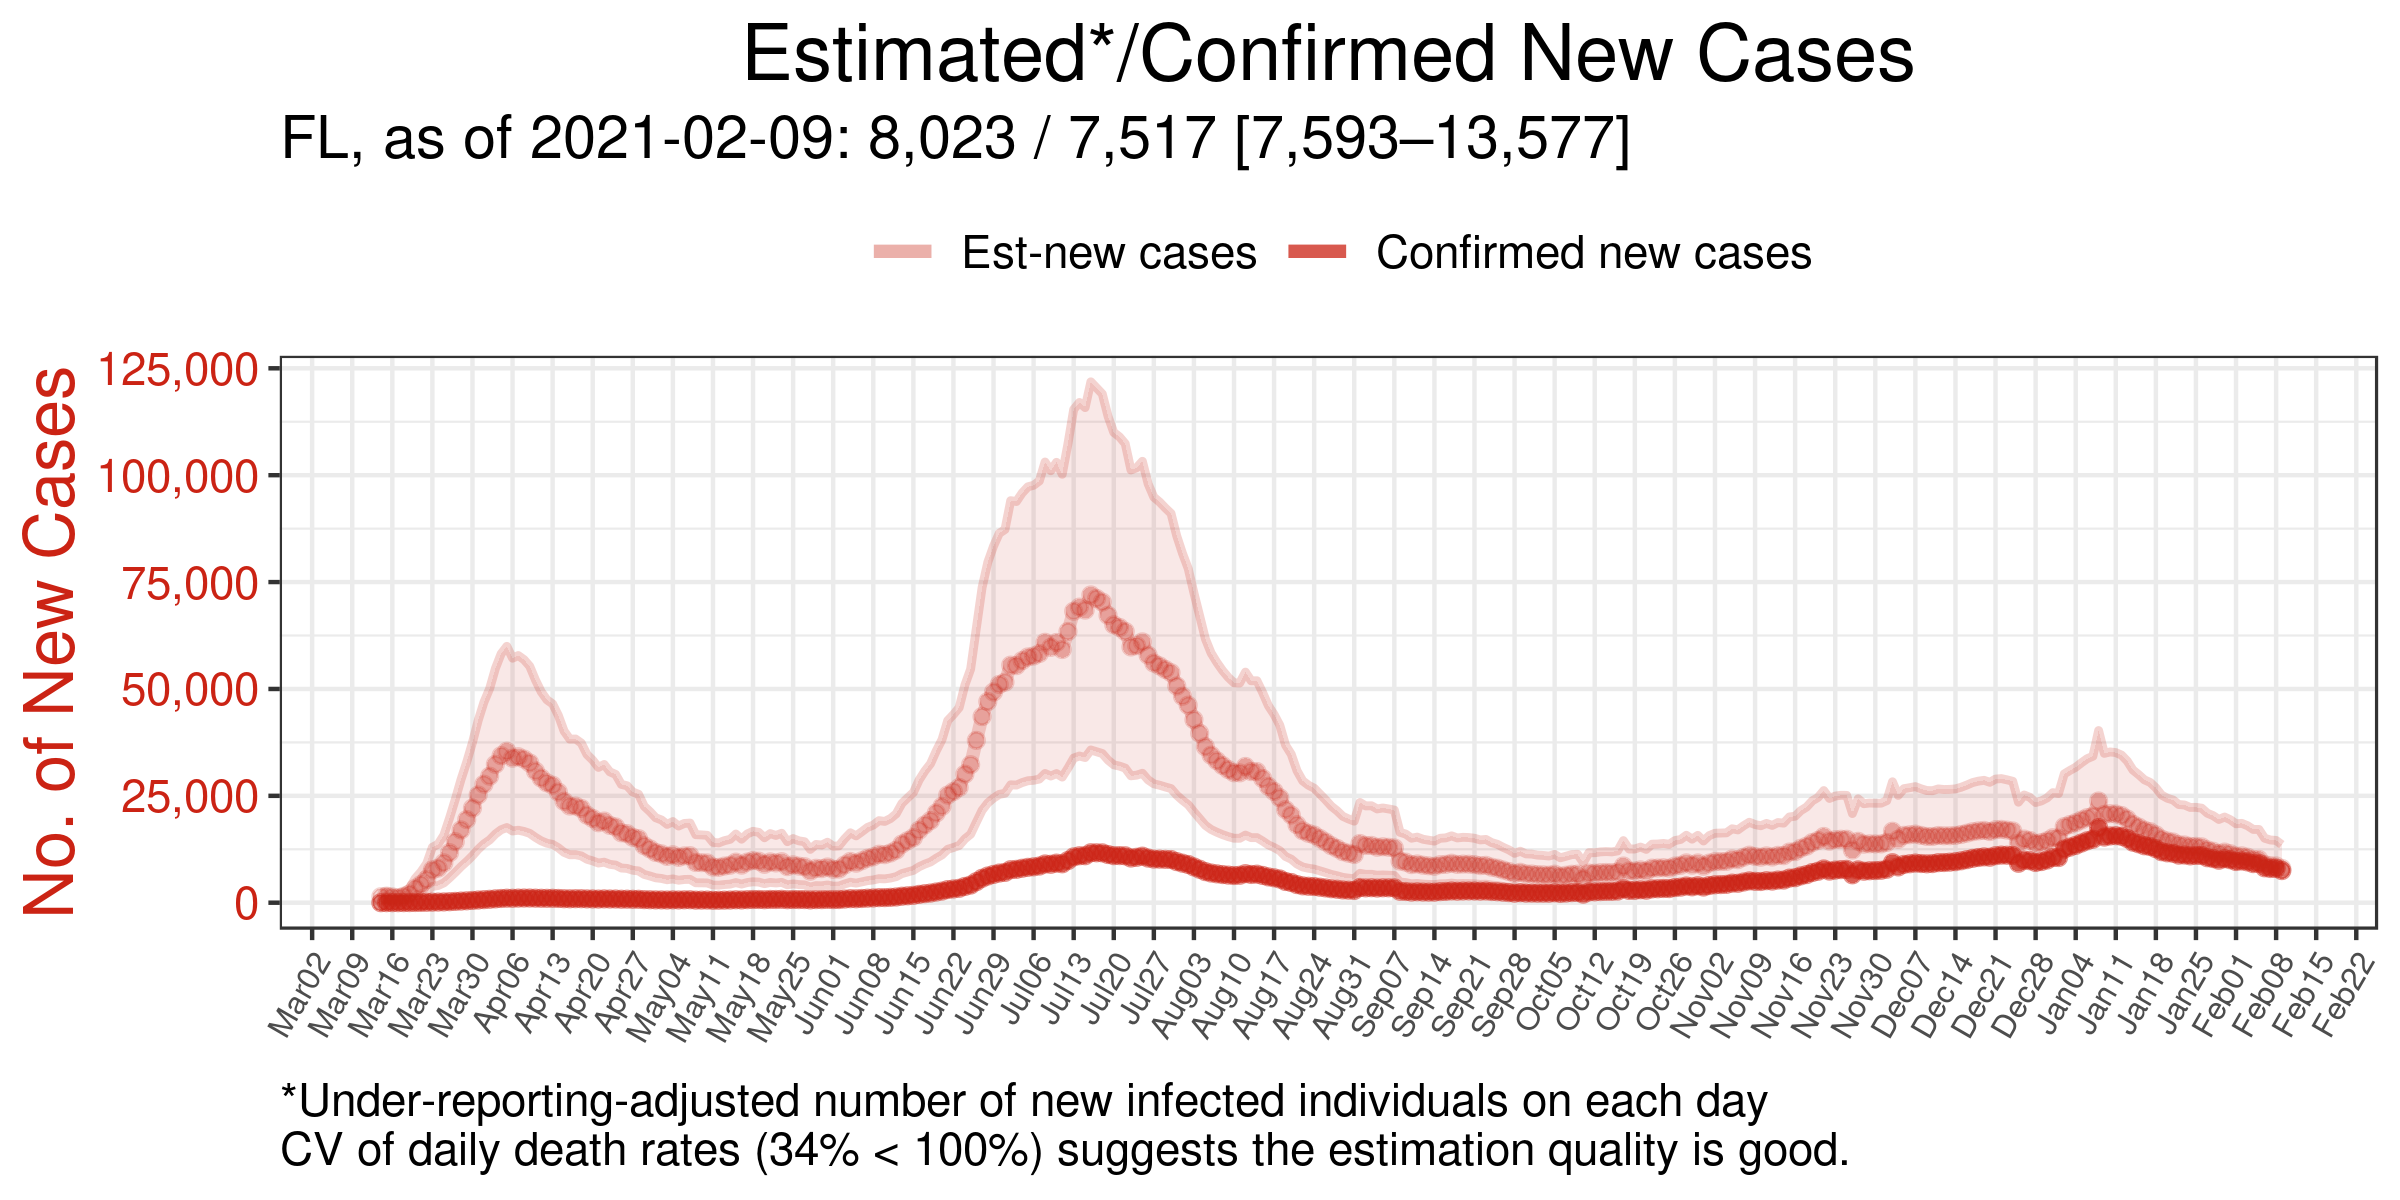 Estimated*/Confirmed New Cases
FL, as of 2021-02-09: 8,023 / 7,517 [7,593–13,577]
Est-new cases Confirmed new cases
No. of New Cases
125,000
100,000
75,000
50,000
25,000
0
Mar02 Mar09 Mar16 Mar23 Mar30 Apr06 Apr13 Apr20 Apr27 May04 May11 May18 May25 Jun01 Jun08 Jun15 Jun22 Jun29 Jul06 Jul13 Jul20 Jul27 Aug03 Aug10 Aug17 Aug24 Aug31 Sep07 Sep14 Sep21 Sep28 Oct05 Oct12 Oct19 Oct26 Nov02 Nov09 Nov16 Nov23 Nov30 Dec07 Dec14 Dec21 Dec28 Jan04 Jan11 Jan18 Jan25 Feb01 Feb08 Feb15 Feb22
*Under-reporting-adjusted number of new infected individuals on each day
CV of daily death rates (34% < 100%) suggests the estimation quality is good.